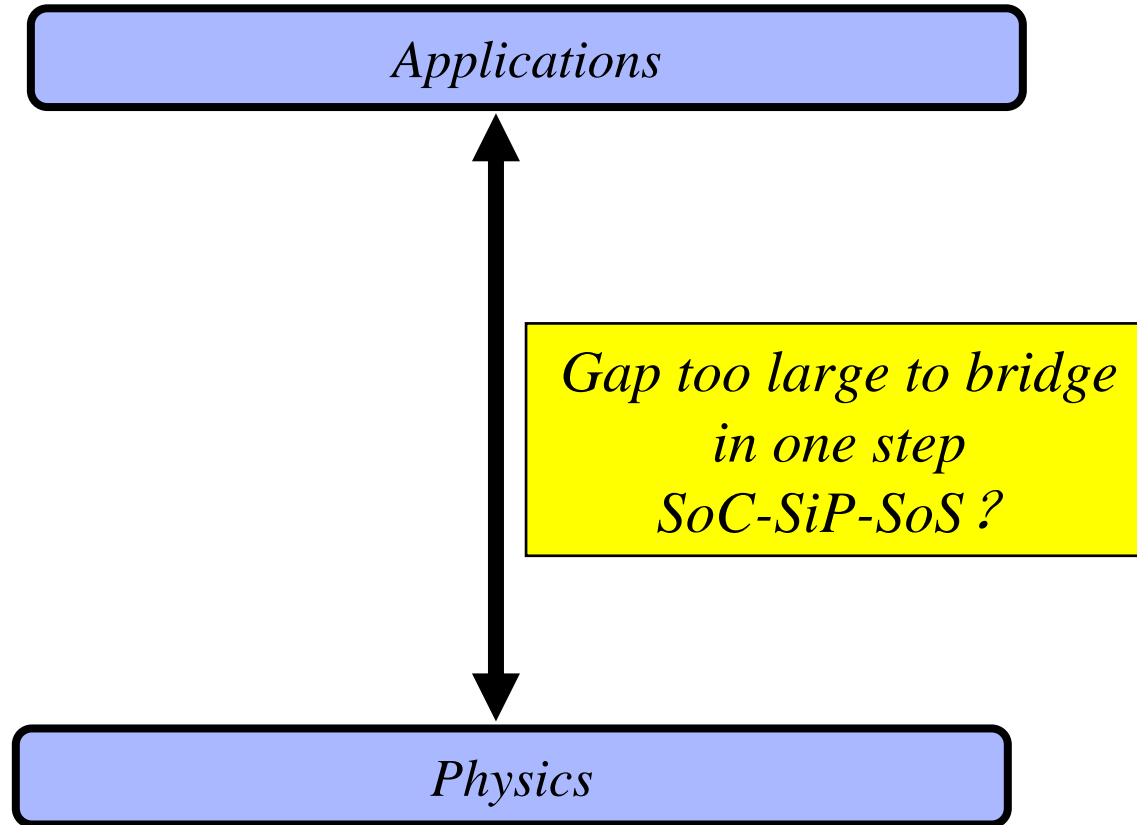 Applications
Gap too large to bridge
in one step
SoC-SiP-SoS？
Physics